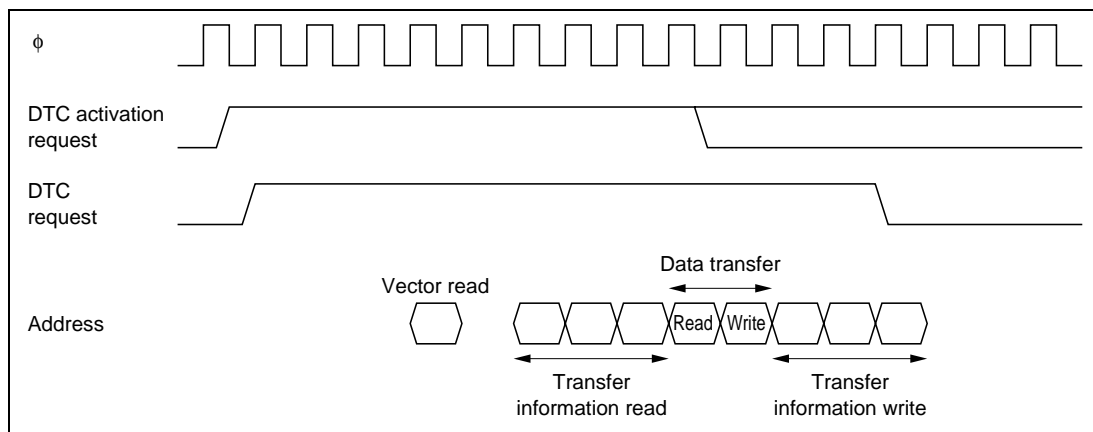 ϕ
DTC activation
request
DTC
request
Data transfer
Vector read
Address
Read Write
Transfer
information read
Transfer
information write